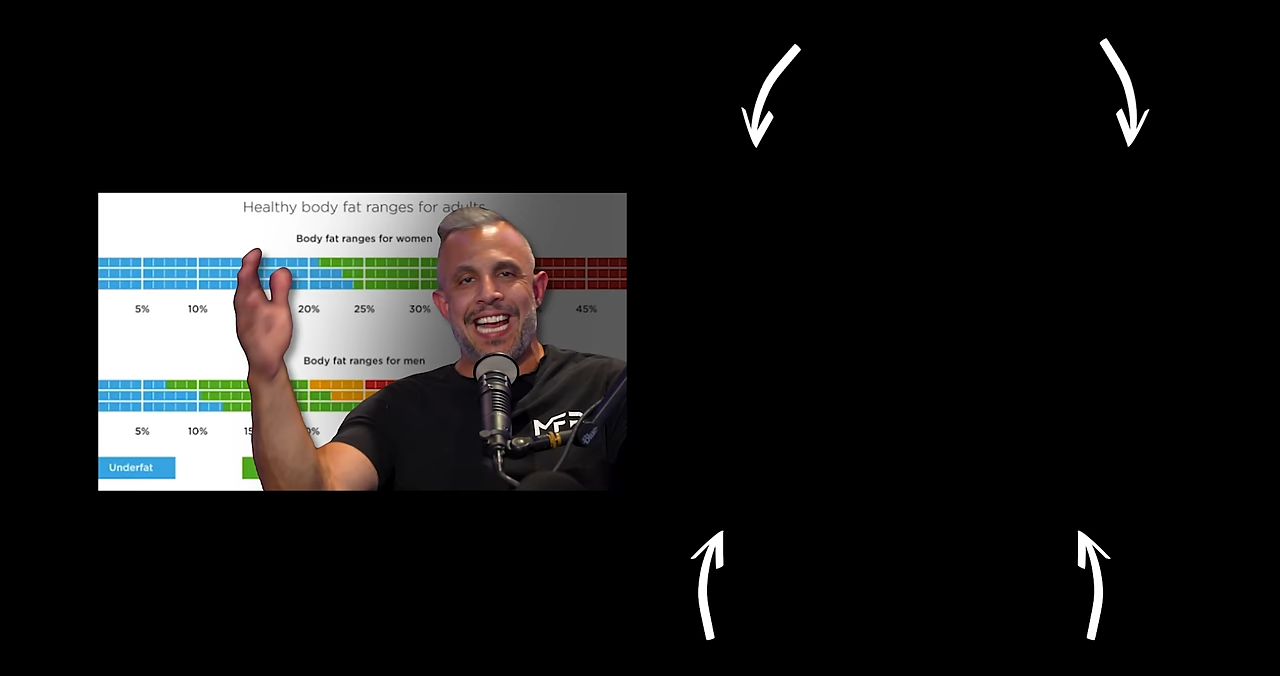 Healthy body fat ranges for adults
Body fat ranges for women
5% 10% 20% 25% 30% 45%
Body fat ranges for men
5% 10%
Underfat